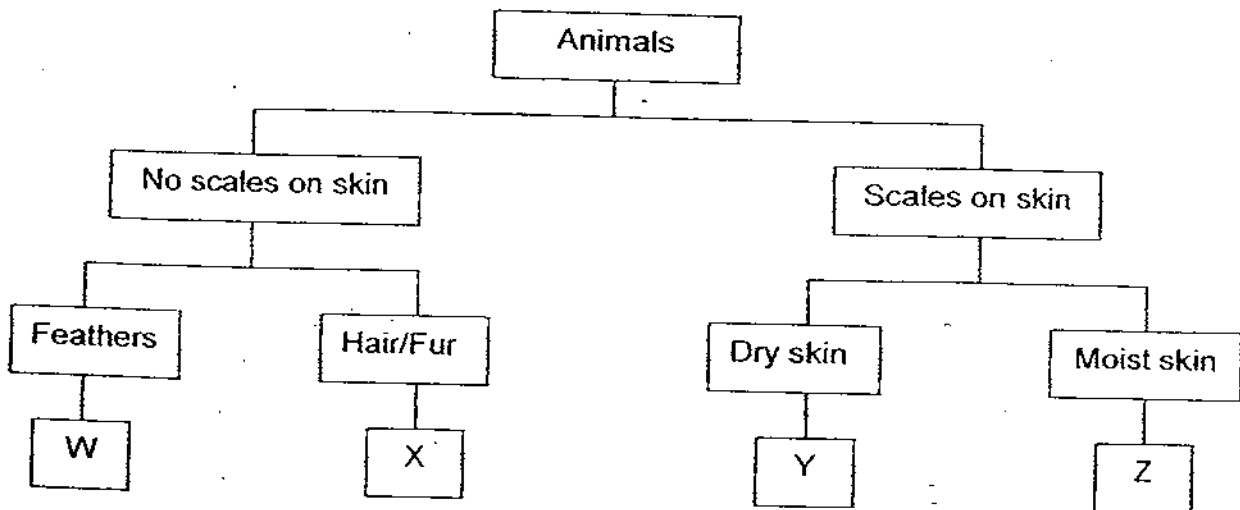 Animals
No scales on skin
Scales on skin
Feathers
Hair/Fur
Dry skin
Moist skin
W
X
Y
Z